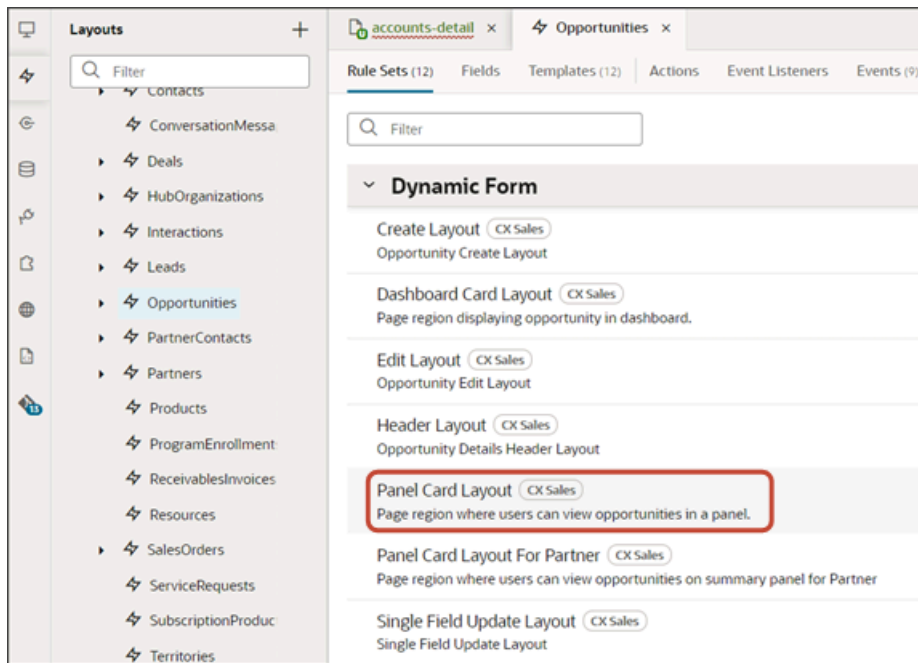 Layouts
Filter
Contacts
ConversationMessa
Deals
HubOrganizations
Interactions
Leads
Opportunities
PartnerContacts
Partners
Products
ProgramEnrollment
ReceivablesInvoices
Resources
SalesOrders
ServiceRequests
SubscriptionProduc
Territories
13
accounts-detail
Opportunities
Rule Sets (12) Fields Templates (12) Actions Event Listeners Events (9)
Filter
Dynamic Form
Create Layout CX Sales
Opportunity Create Layout
Dashboard Card Layout CX Sales
Page region displaying opportunity in dashboard.
Edit Layout CX Sales
Opportunity Edit Layout
Header Layout CX Sales
Opportunity Details Header Layout
Panel Card Layout CX Sales
Page region where users can view opportunities in a panel.
Panel Card Layout For Partner CX Sales
Page region where users can view opportunities on summary panel for Partner
Single Field Update Layout CX Sales
Single Field Update Layout